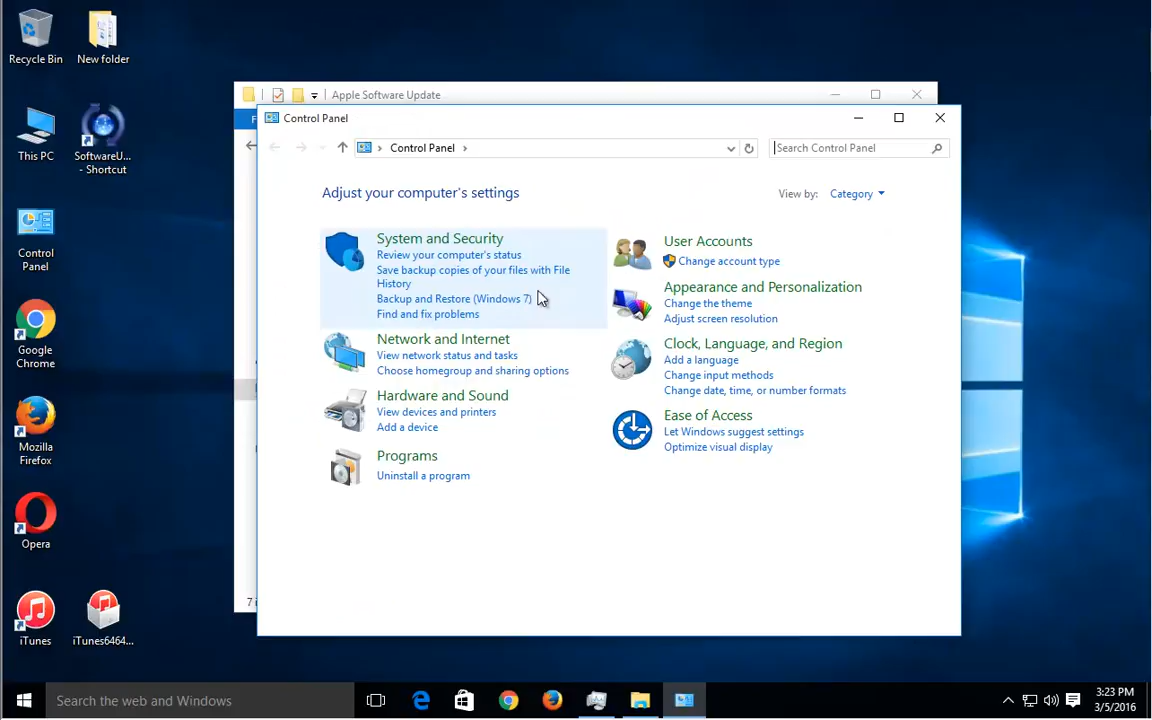 Recycle Bin
New folder
This PC
SoftwareU...
- Shortcut
Control
Panel
Google
Chrome
Mozilla
Firefox
Opera
iTunes
iTunes6464...
Apple Software Update
F
7 i
Control Panel
Control Panel
Search Control Panel
Adjust your computer's settings
View by: Category
System and Security
Review your computer's status
Save backup copies of your files with File
History
Backup and Restore (Windows 7)
Find and fix problems
Network and Internet
View network status and tasks
Choose homegroup and sharing options
Hardware and Sound
View devices and printers
Add a device
Programs
Uninstall a program
User Accounts
Change account type
Appearance and Personalization
Change the theme
Adjust screen resolution
Clock, Language, and Region
Add a language
Change input methods
Change date, time, or number formats
Ease of Access
Let Windows suggest settings
Optimize visual display
Search the web and Windows
3:23 PM
3/5/2016